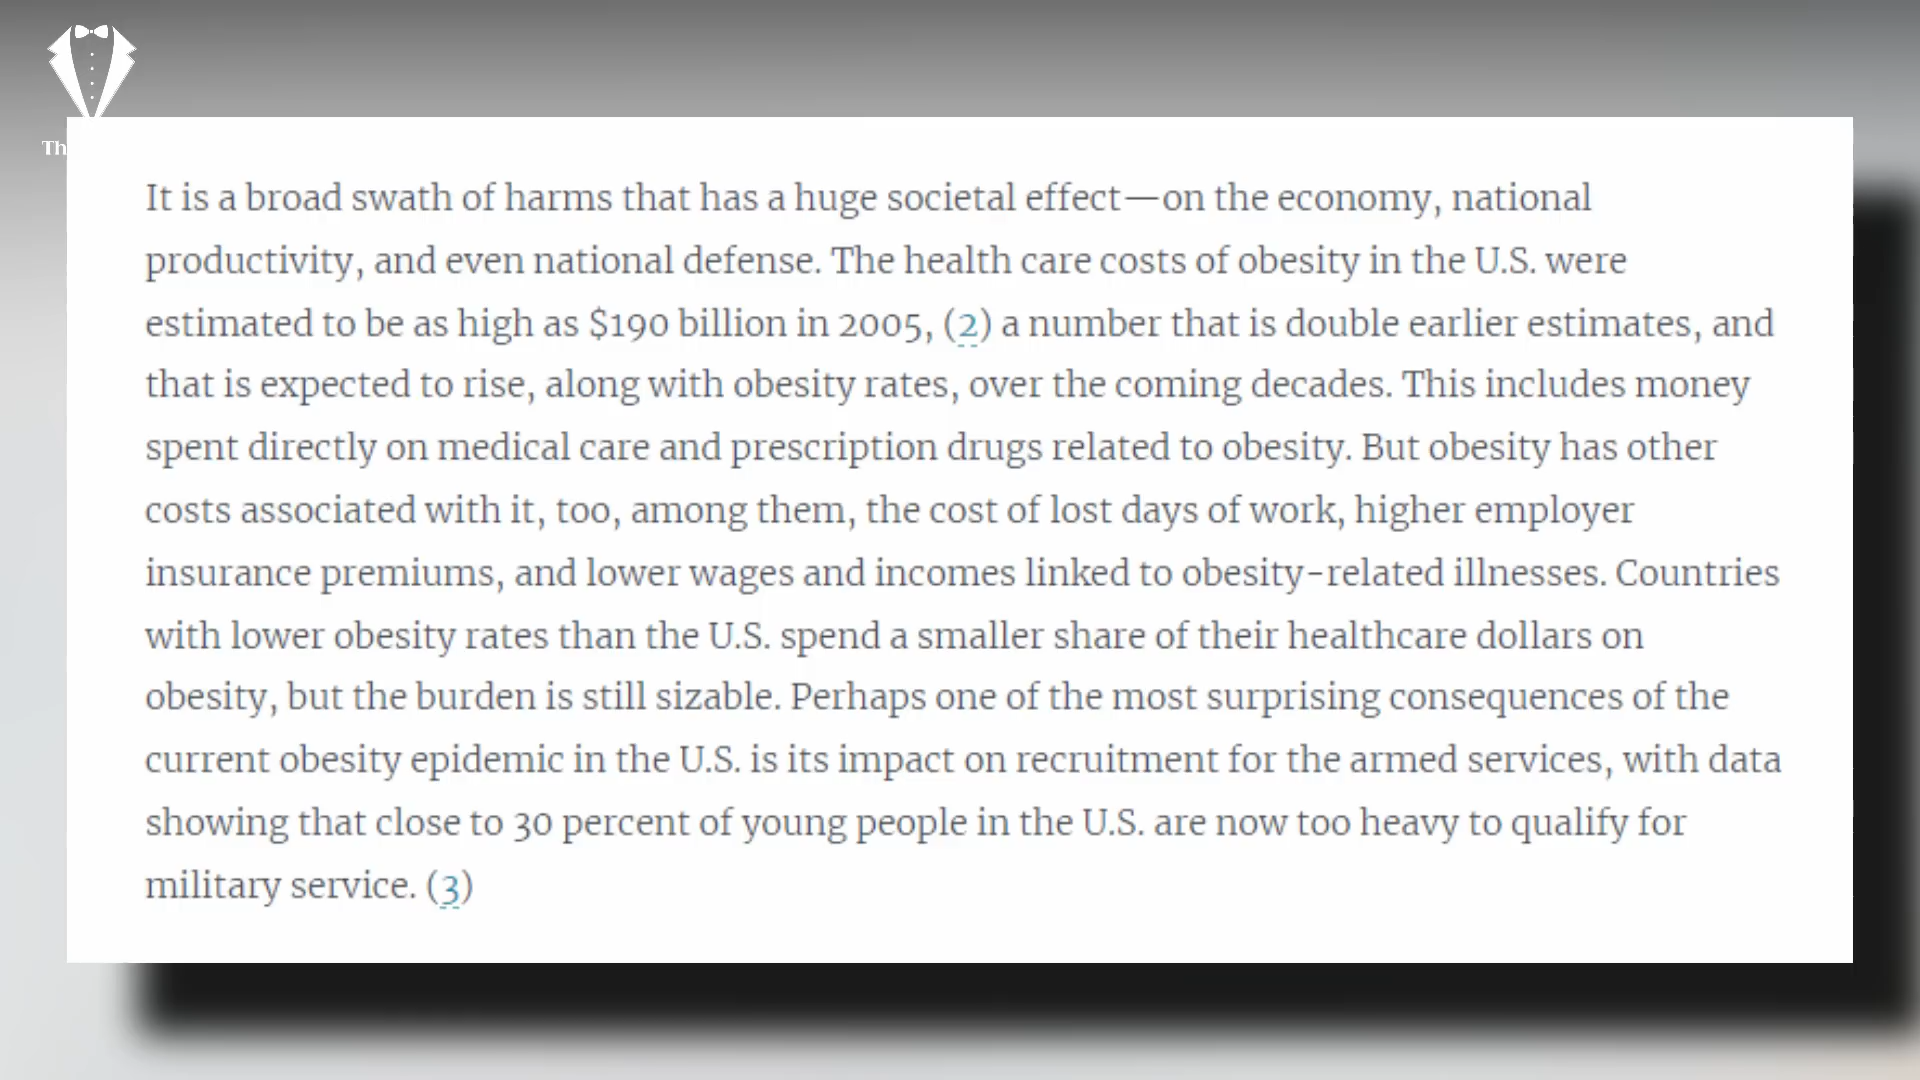 Th
It is a broad swath of harms that has a huge societal effect—on the economy, national
productivity, and even national defense. The health care costs of obesity in the U.S. were
estimated to be as high as $190 billion in 2005, (2) a number that is double earlier estimates, and
that is expected to rise, along with obesity rates, over the coming decades. This includes money
spent directly on medical care and prescription drugs related to obesity. But obesity has other
costs associated with it, too, among them, the cost of lost days of work, higher employer
insurance premiums, and lower wages and incomes linked to obesity-related illnesses. Countries
with lower obesity rates than the U.S. spend a smaller share of their healthcare dollars on
obesity, but the burden is still sizable. Perhaps one of the most surprising consequences of the
current obesity epidemic in the U.S. is its impact on recruitment for the armed services, with data
showing that close to 30 percent of young people in the U.S. are now too heavy to qualify for
military service. (3)